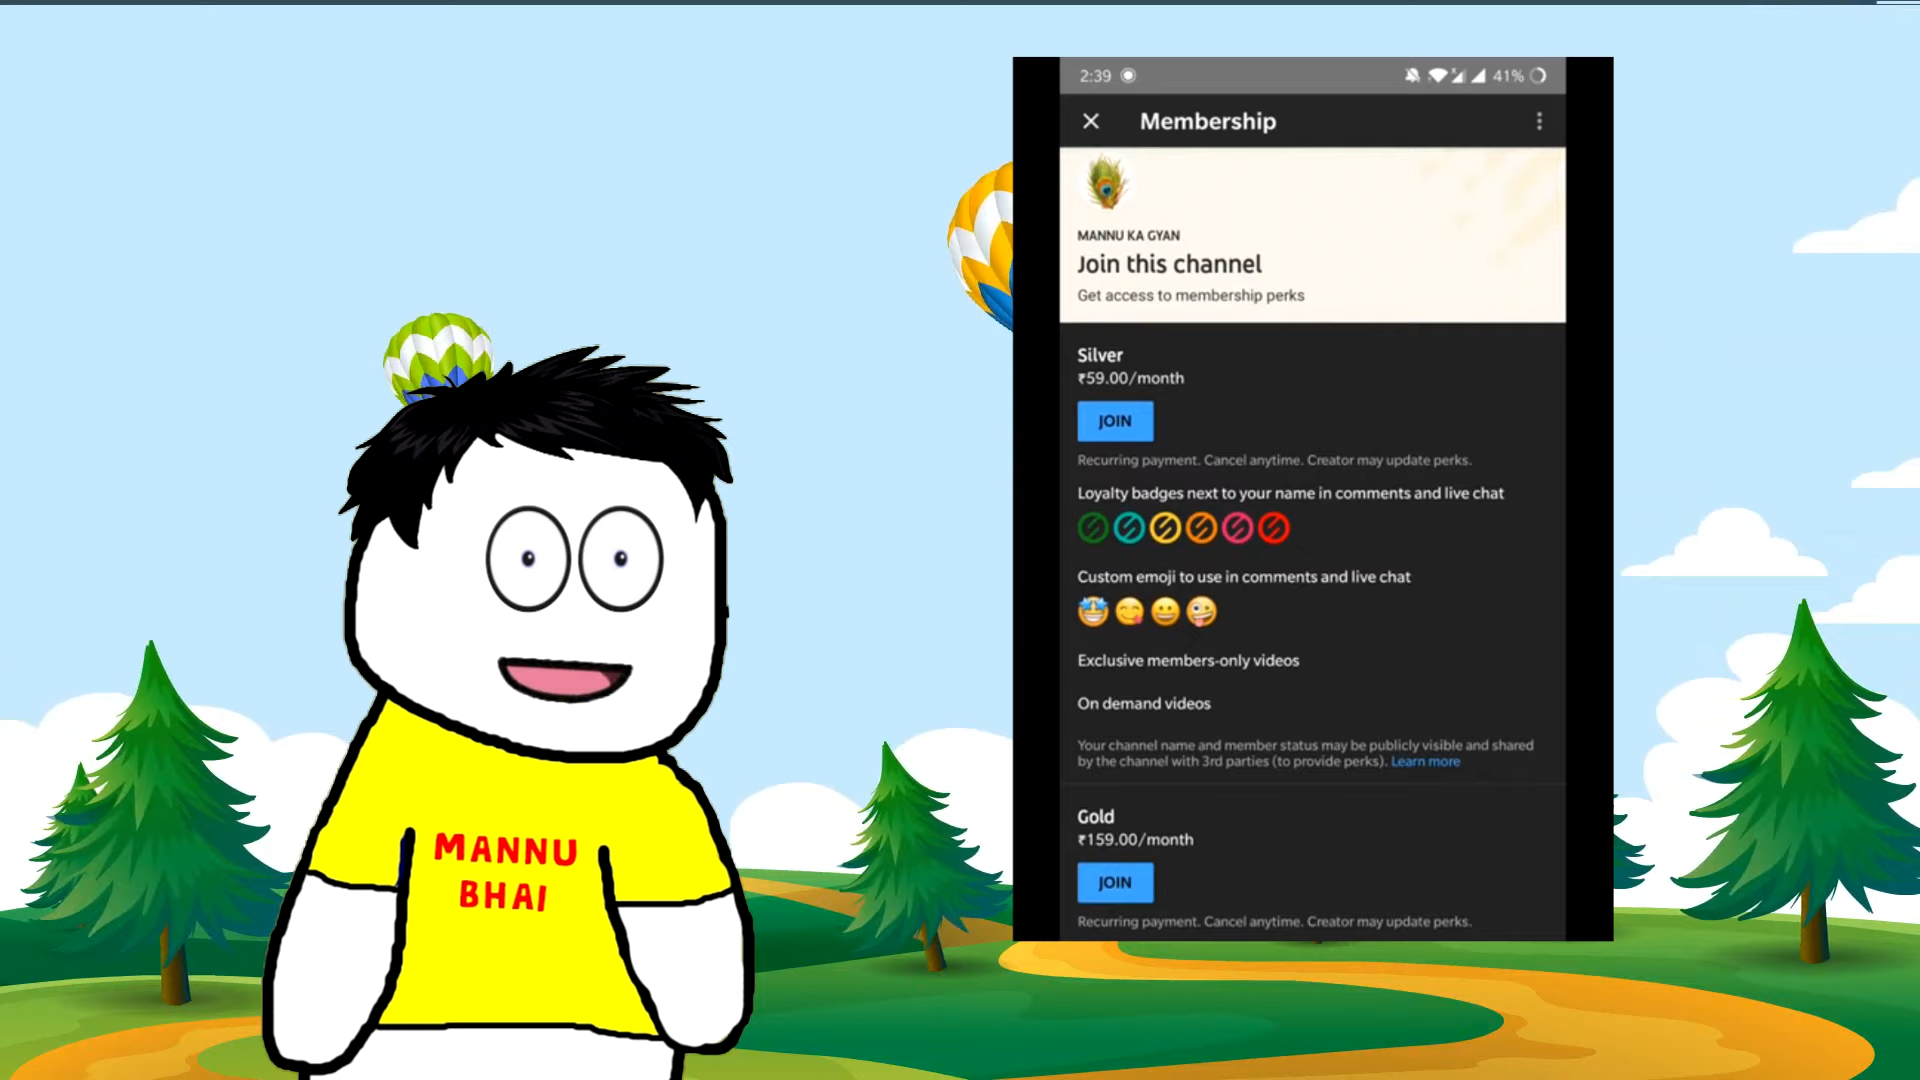 MANNU
BHAI
2:39
41%
Membership
MANNU KA GYAN
Join this channel
Get access to membership perks
Silver
₹59.00/month
JOIN
Recurring payment. Cancel anytime. Creator may update perks.
Loyalty badges next to your name in comments and live chat
Custom emoji to use in comments and live chat
Exclusive members-only videos
On demand videos
Your channel name and member status may be publicly visible and shared
by the channel with 3rd parties (to provide perks). Learn more
Gold
₹159.00/month
JOIN
Recurring payment. Cancel anytime. Creator may update perks.